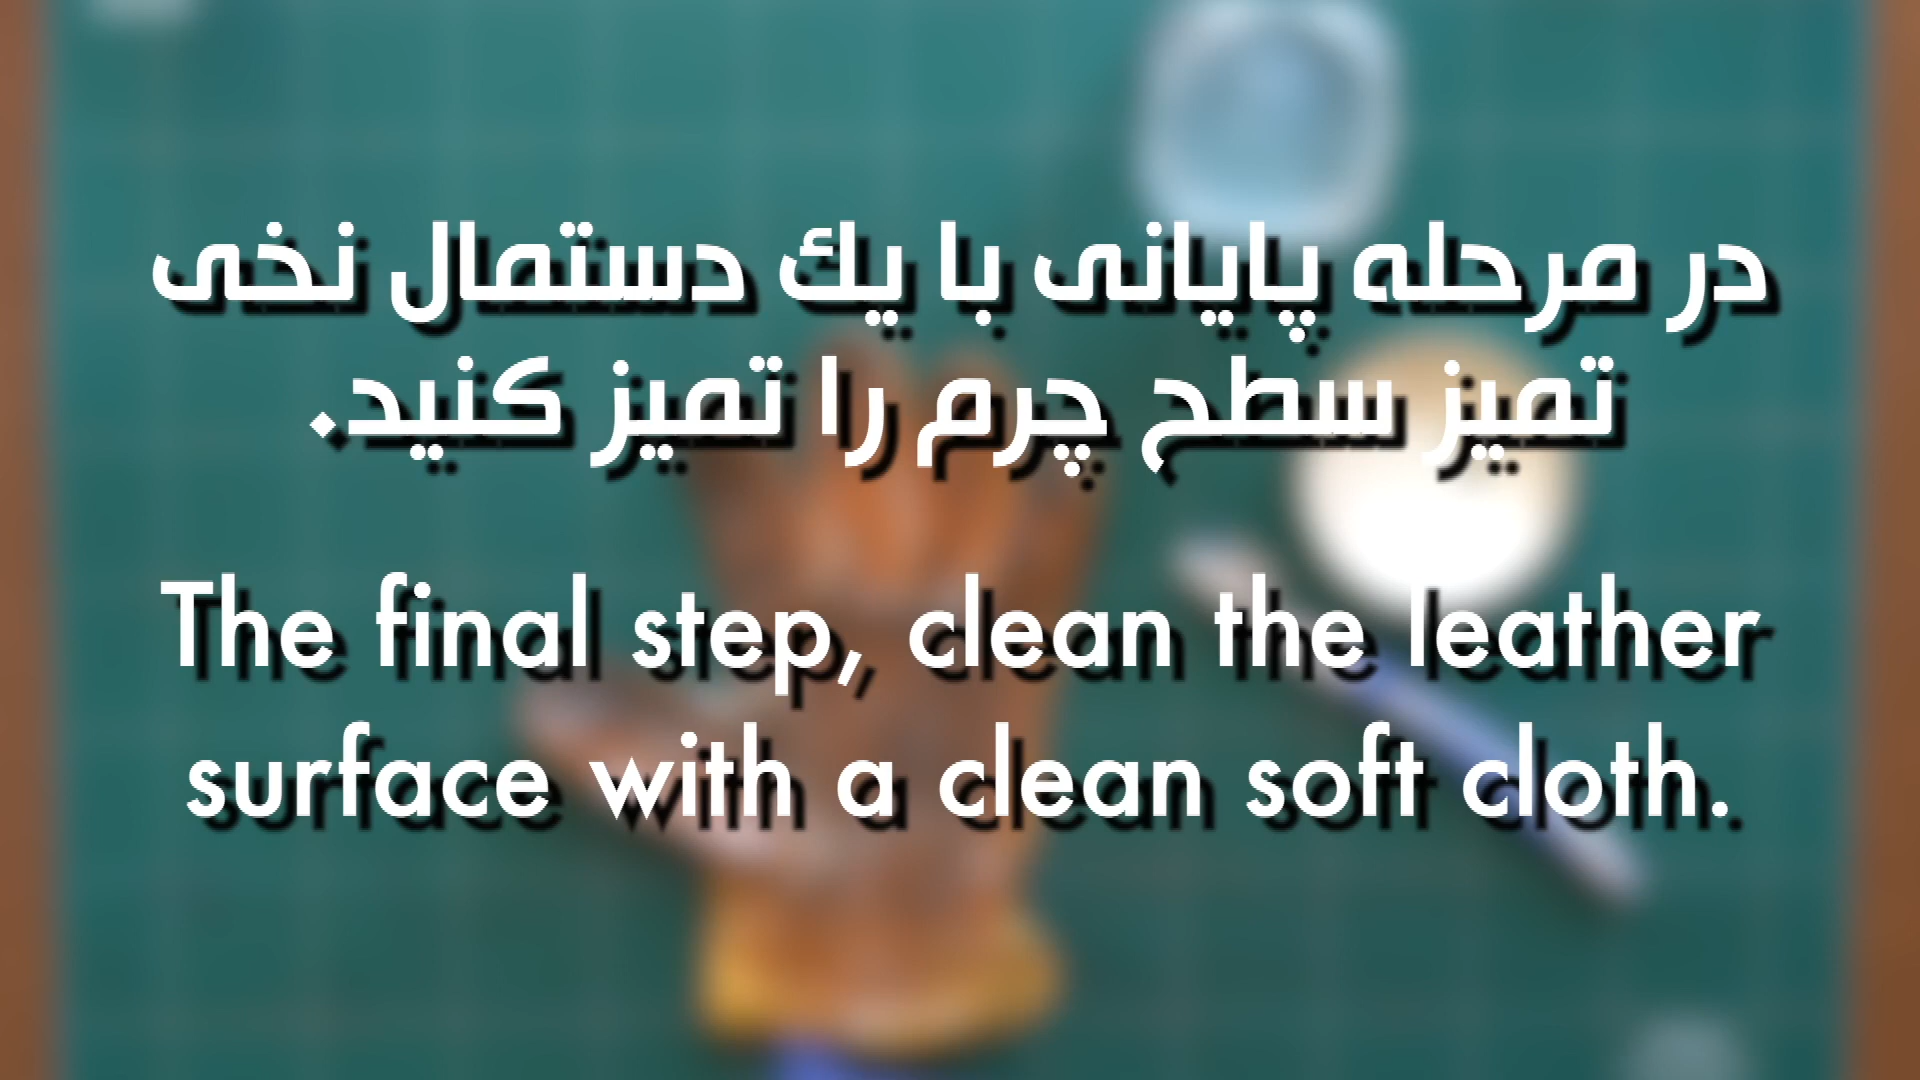 در مرحله پایانی با یك دستمال نخی
تمیز سطح چرم را تمیز کنید.
The final step, clean the leather
surface with a clean soft cloth.